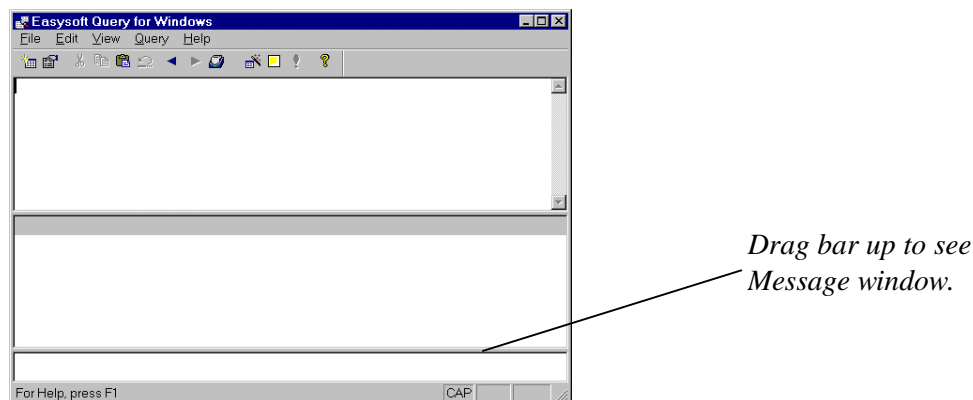 Easysoft Query for Windows
File Edit View Query Help
Drag bar up to see
Message window.
For Help, press F1
CAP